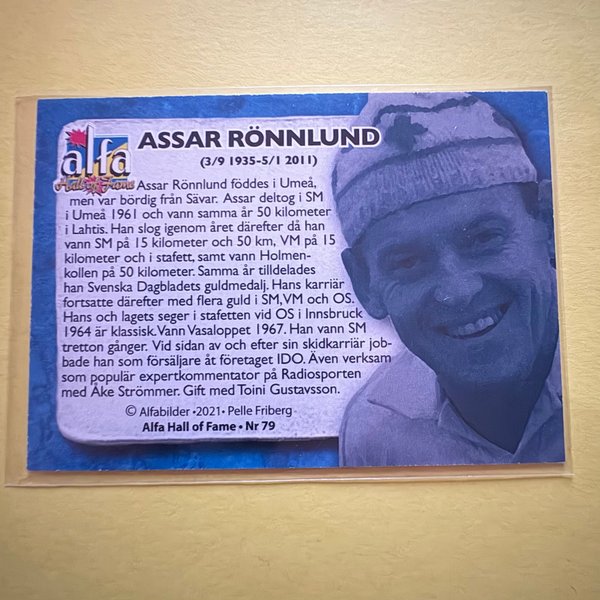 alfa
Hall of Fame
ASSAR RÖNNLUND
(3/9 1935-5/1 2011)
Assar Rönnlund föddes i Umeå,
men var bördig från Sävar. Assar deltog i SM
i Umeå 1961 och vann samma år 50 kilometer
i Lahtis. Han slog igenom året därefter då han
vann SM på 15 kilometer och 50 km, VM på 15
kilometer och i stafett, samt vann Holmen-
kollen på 50 kilometer. Samma år tilldelades
han Svenska Dagbladets guldmedalj. Hans karriär
fortsatte därefter med flera guld i SM,VM och OS.
Hans och lagets seger i stafetten vid OS i Innsbruck
1964 är klassisk. Vann Vasaloppet 1967. Han vann SM
tretton gånger. Vid sidan av och efter sin skidkarriär job-
bade han som försäljare åt företaget IDO. Även verksam
som populär expertkommentator på Radiosporten
med Åke Strömmer. Gift med Toini Gustavsson.
© Alfabilder •2021• Pelle Friberg
Alfa Hall of Fame • Nr 79